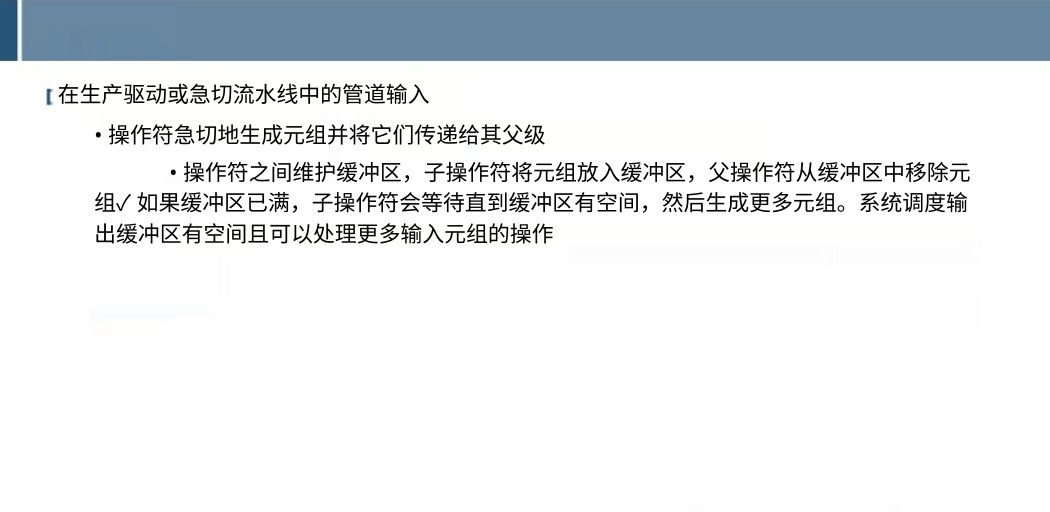 在生产驱动或急切流水线中的管道输入
• 操作符急切地生成元组并将它们传递给其父级
• 操作符之间维护缓冲区，子操作符将元组放入缓冲区，父操作符从缓冲区中移除元
组✓ 如果缓冲区已满，子操作符会等待直到缓冲区有空间，然后生成更多元组。系统调度输
出缓冲区有空间且可以处理更多输入元组的操作